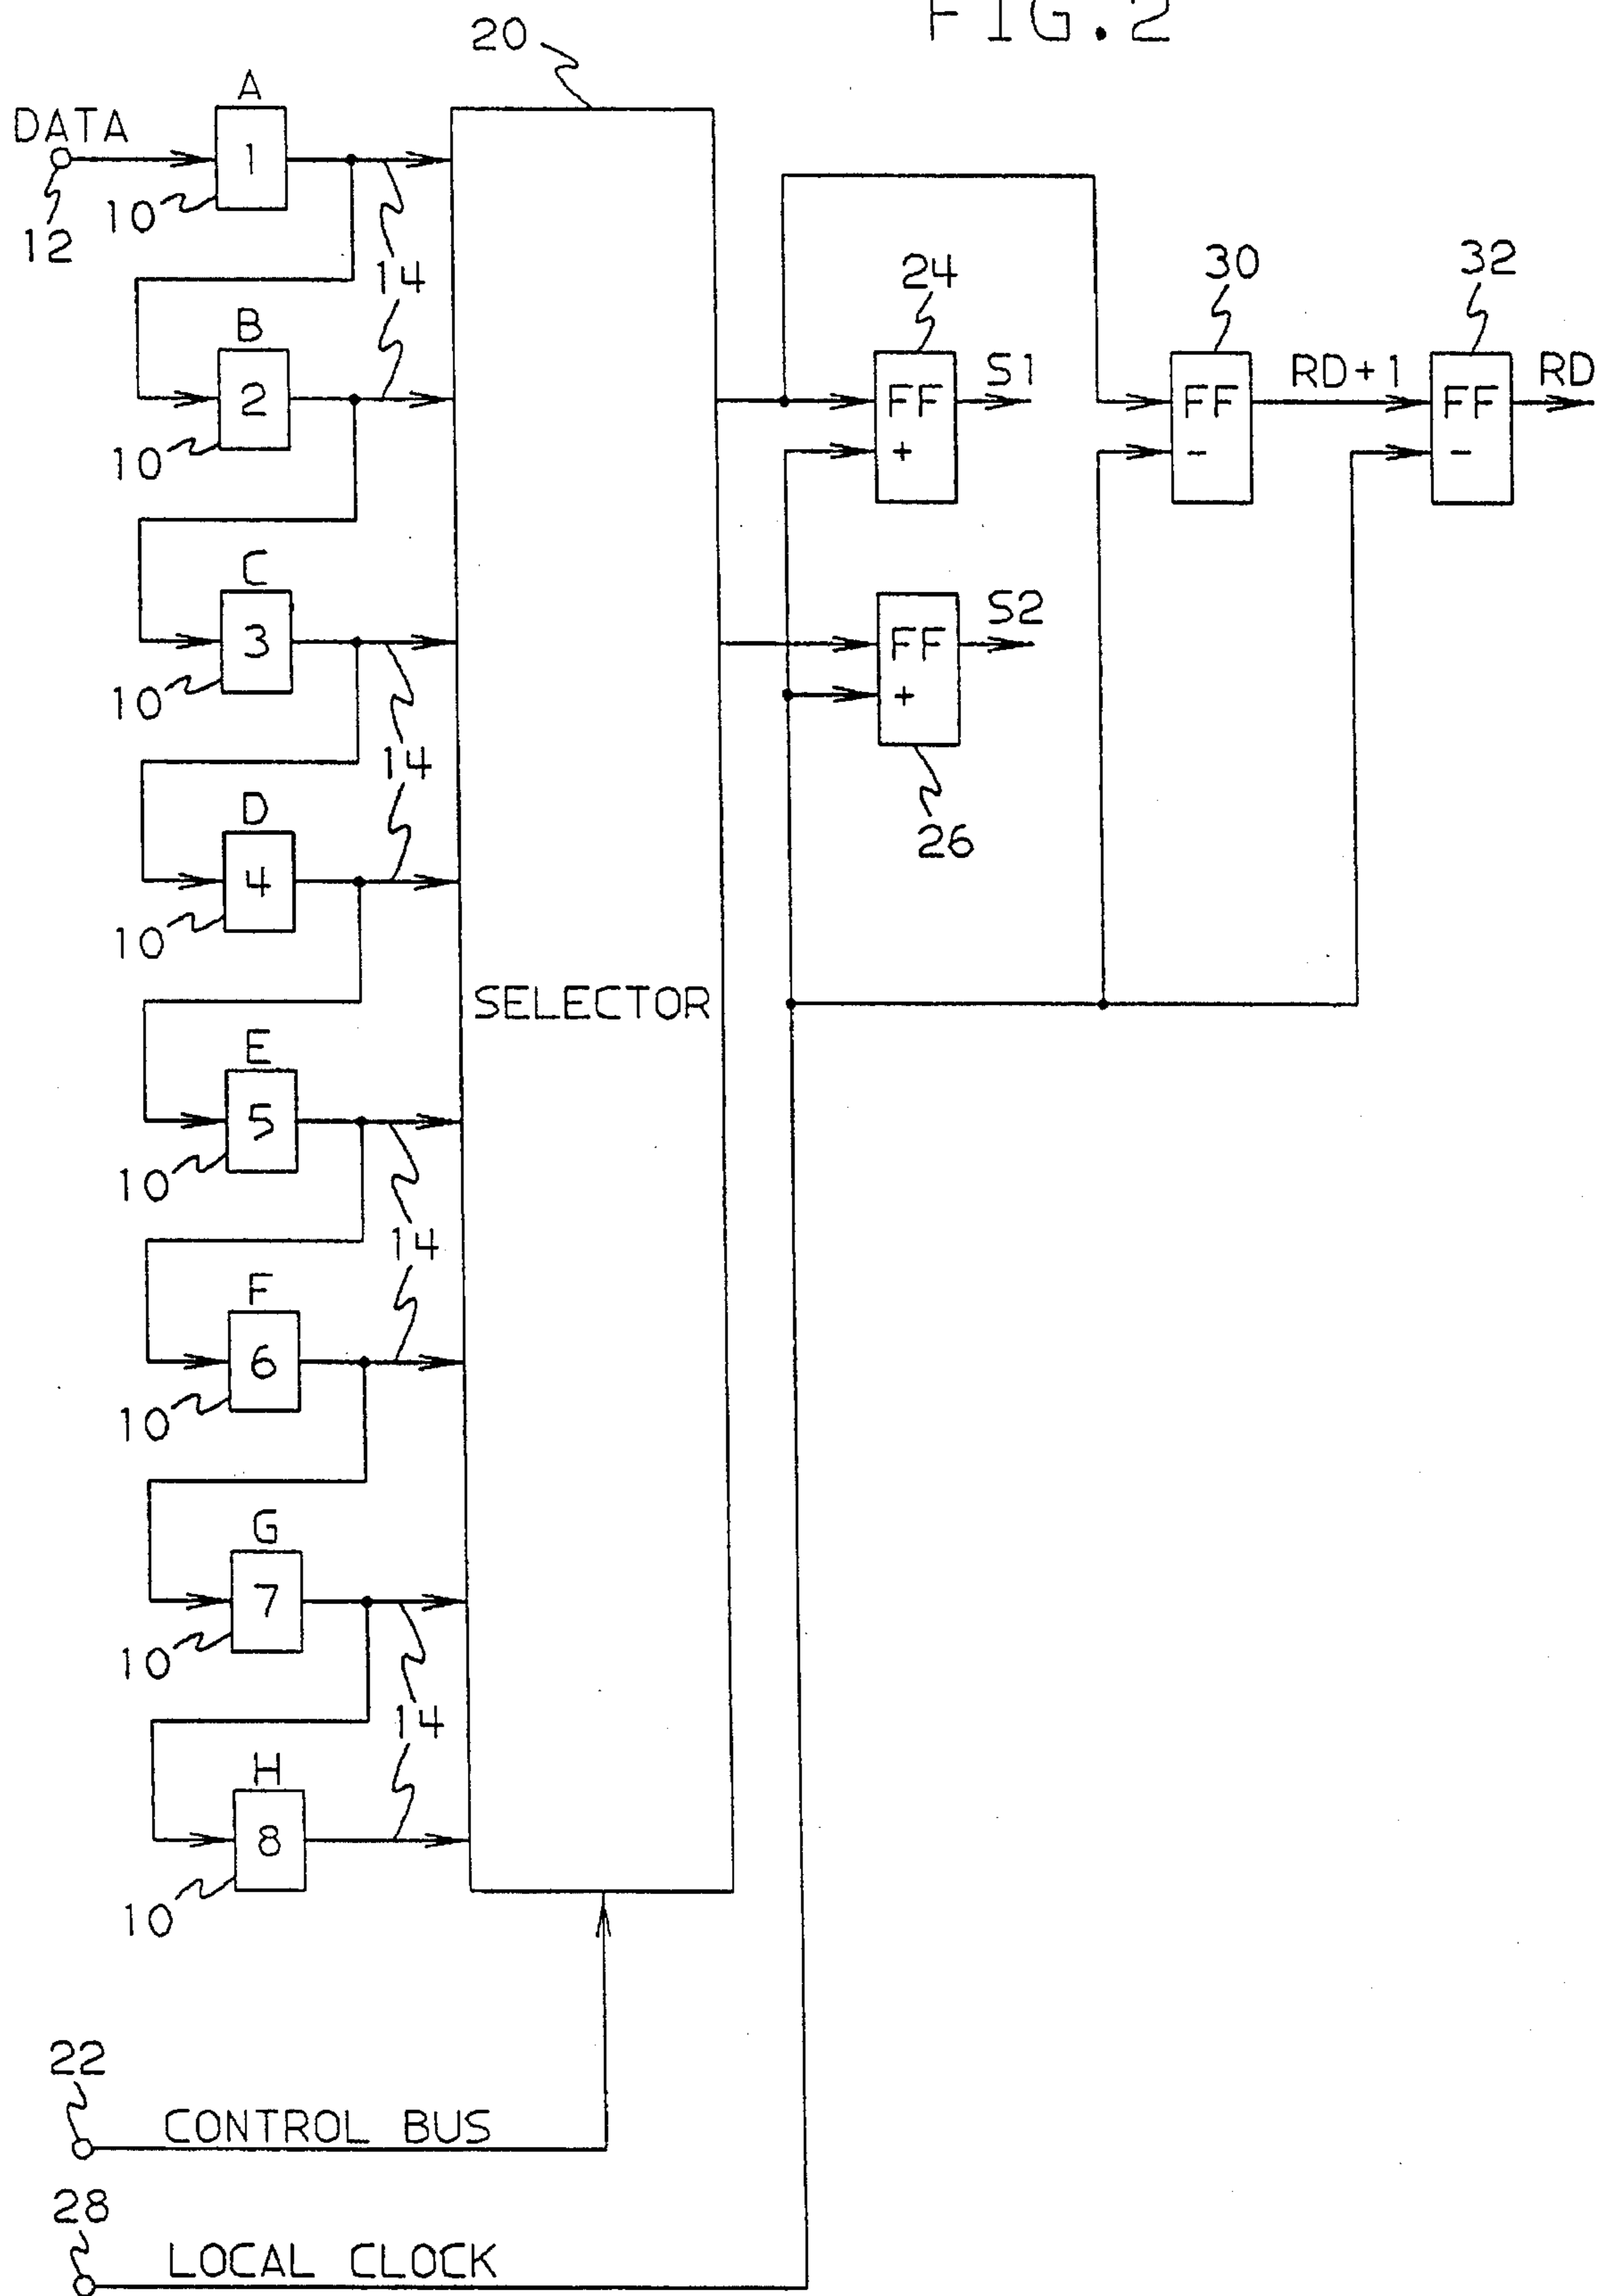 FIG.2
20
A
DATA
1
10
12
14
24
30
32
B
S1
RD+1
RD
2
FF
FF
FF
10
+
-
-
C
S2
3
FF
10
+
14
D
26
4
10
SELECTOR
E
5
10
14
F
6
10
G
7
10
14
H
8
10
22
CONTROL BUS
28
LOCAL CLOCK